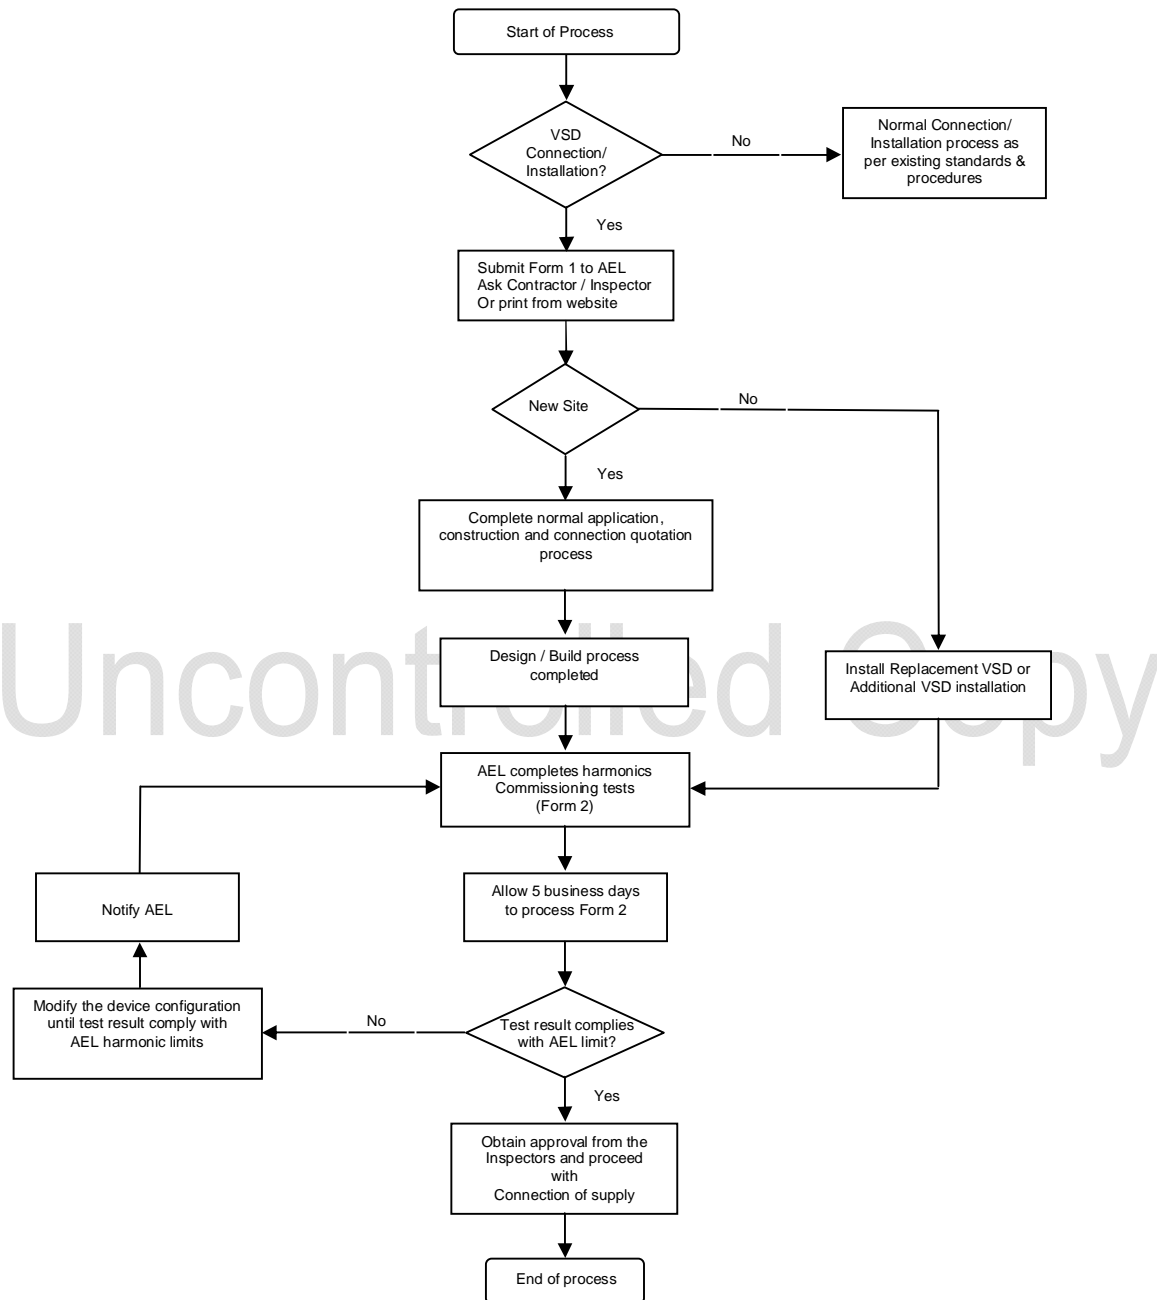 Start of Process
VSD
Connection/
Installation?
No
Normal Connection/
Installation process as
per existing standards &
procedures
Yes
Submit Form 1 to AEL
Ask Contractor / Inspector
Or print from website
New Site
No
Yes
Complete normal application,
construction and connection quotation
process
Uncontrolled Copy
Design / Build process
completed
Install Replacement VSD or
Additional VSD installation
AEL completes harmonics
Commissioning tests
(Form 2)
Notify AEL
Allow 5 business days
to process Form 2
Modify the device configuration
until test result comply with
AEL harmonic limits
No
Test result complies
with AEL limit?
Yes
Obtain approval from the
Inspectors and proceed
with
Connection of supply
End of process